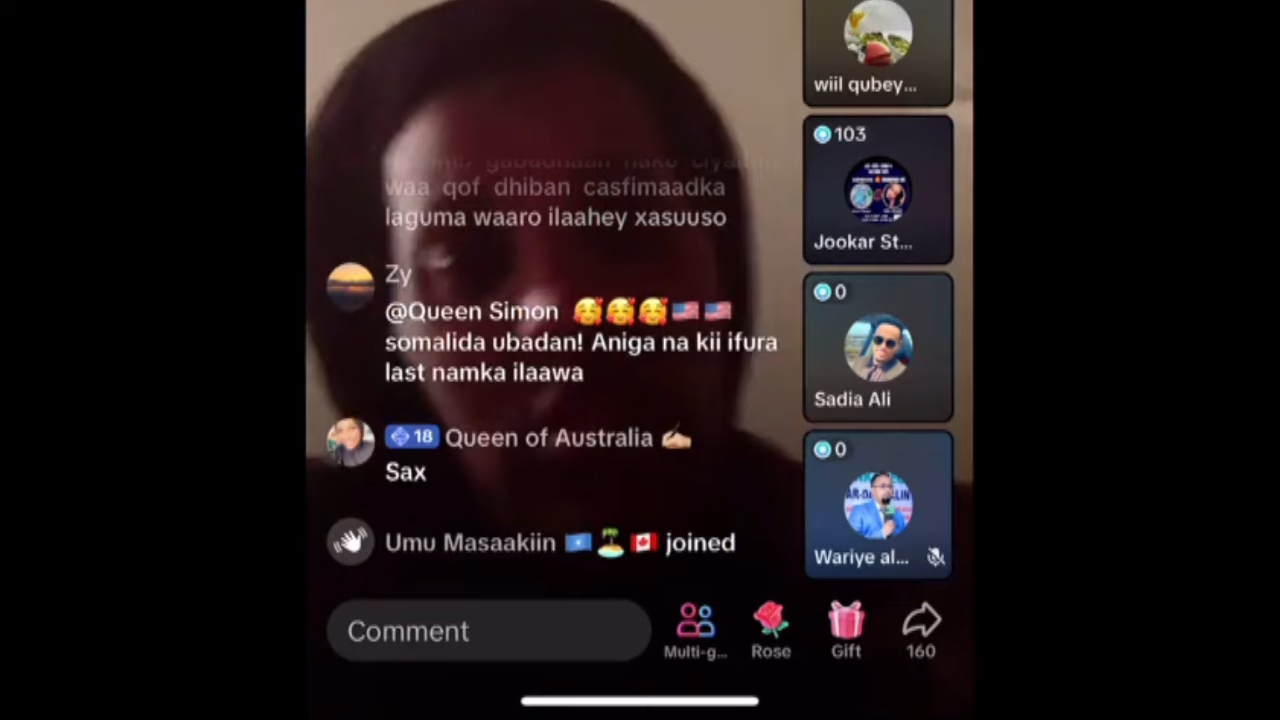 waa qof dhiban casfimaadka
laguma waaro ilaahey xasuuso
Zy
@Queen Simon 🥰🥰🥰🇺🇸🇺🇸
somalida ubadan! Aniga na kii ifura
last namka ilaawa
18 Queen of Australia ✍🏼
Sax
Umu Masaakiin 🇸🇴🏝️🇨🇦 joined
Comment
Multi-g...
Rose
Gift
160
wiil qubey...
103
Jookar St...
0
Sadia Ali
0
Wariye al...